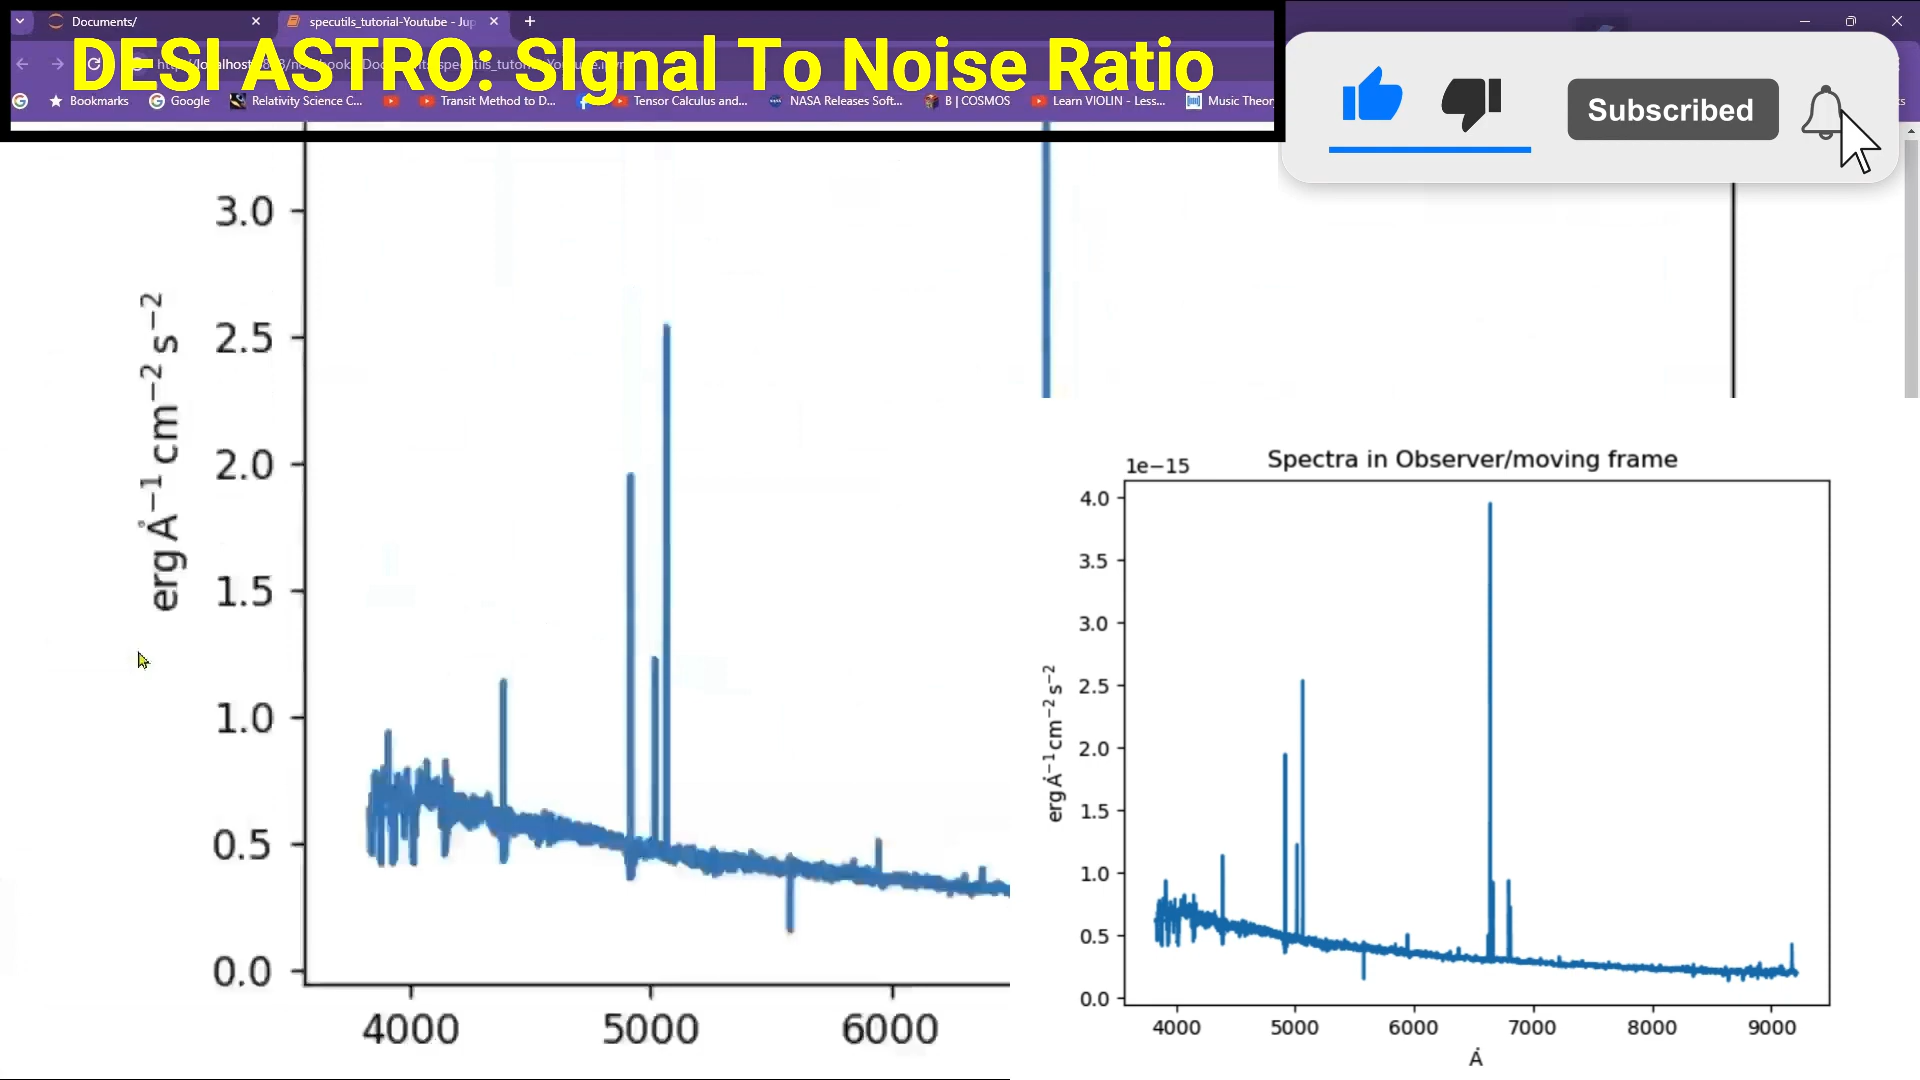 Documents/
specutils_tutorial-Youtube - Jup
DESI ASTRO: SIgnal To Noise Ratio
Bookmarks
Google
Relativity Science C...
Transit Method to D...
Tensor Calculus and...
NASA Releases Soft...
B | COSMOS
Learn VIOLIN - Less...
Music Theory
Subscribed
3.0
2.5
2.0
1.5
1.0
0.5
0.0
erg Å⁻¹ cm⁻² s⁻²
4000 5000 6000
1e−15
Spectra in Observer/moving frame
4.0
3.5
3.0
2.5
2.0
1.5
1.0
0.5
0.0
erg Å⁻¹ cm⁻² s⁻²
4000 5000 6000 7000 8000 9000
Å